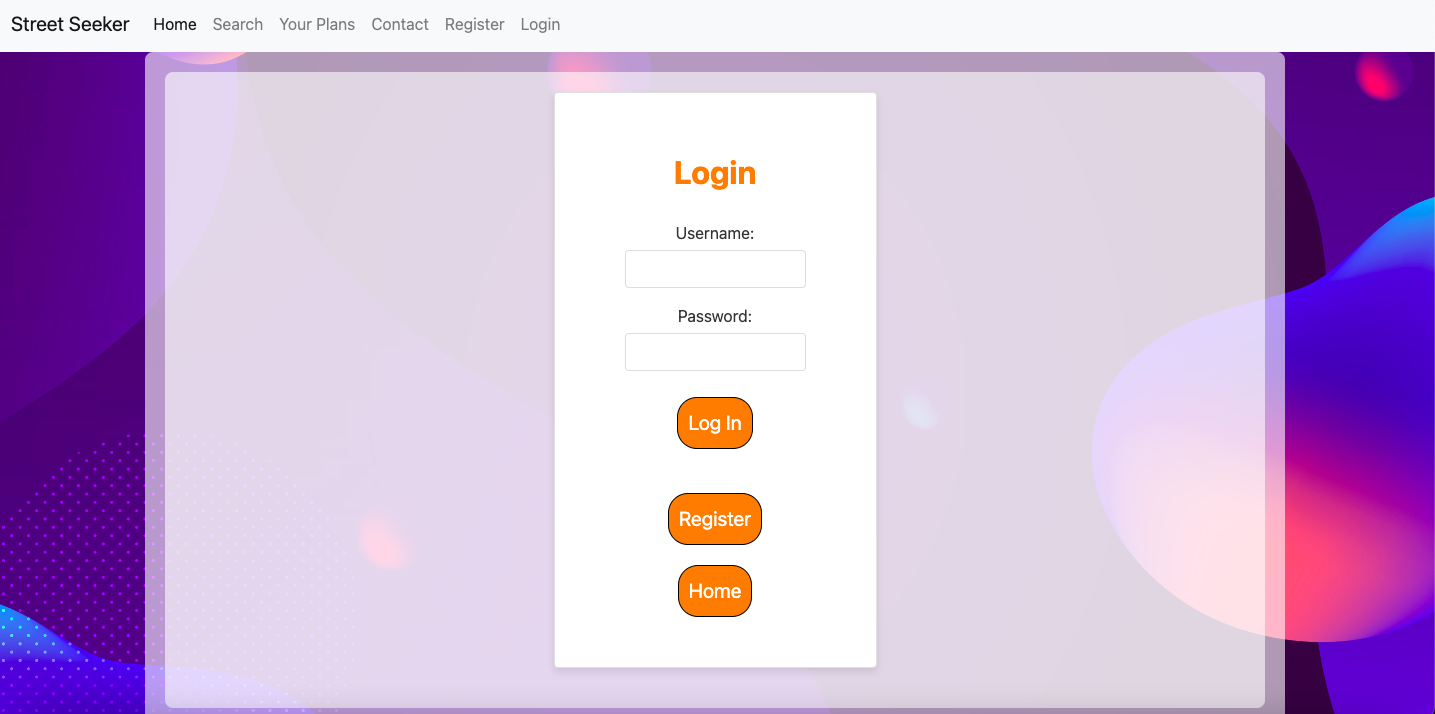 Street Seeker Home Search Your Plans Contact Register Login
Login
Username:
Password:
Log In
Register
Home